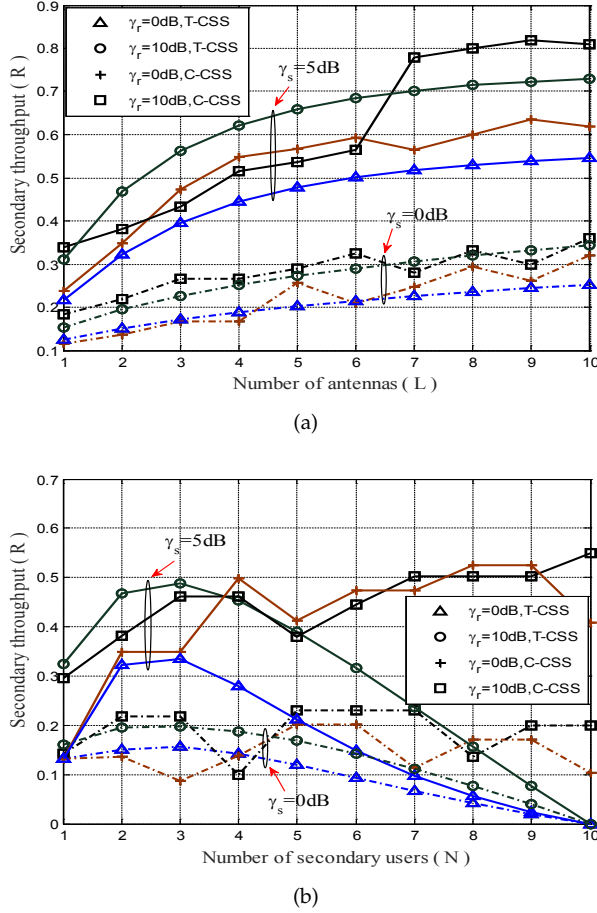 0.9
0.8
0.7
0.6
0.5
0.4
0.3
0.2
0.1
Secondary throughput ( R )
γr=0dB,T-CSS
γr=10dB,T-CSS
γr=0dB,C-CSS
γr=10dB,C-CSS
γs=5dB
γs=0dB
1 2 3 4 5 6 7 8 9 10
Number of antennas ( L )
(a)
0.7
0.6
0.5
0.4
0.3
0.2
0.1
0
Secondary throughput ( R )
γs=5dB
γr=0dB,T-CSS
γr=10dB,T-CSS
γr=0dB,C-CSS
γr=10dB,C-CSS
γs=0dB
1 2 3 4 5 6 7 8 9 10
Number of secondary users ( N )
(b)